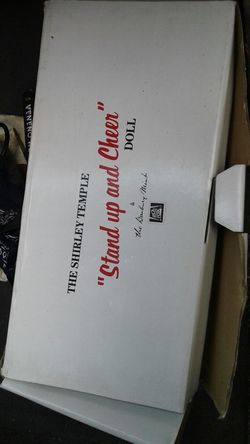 THE SHIRLEY TEMPLE
"Stand up and Cheer"
DOLL
The Danbury Mint